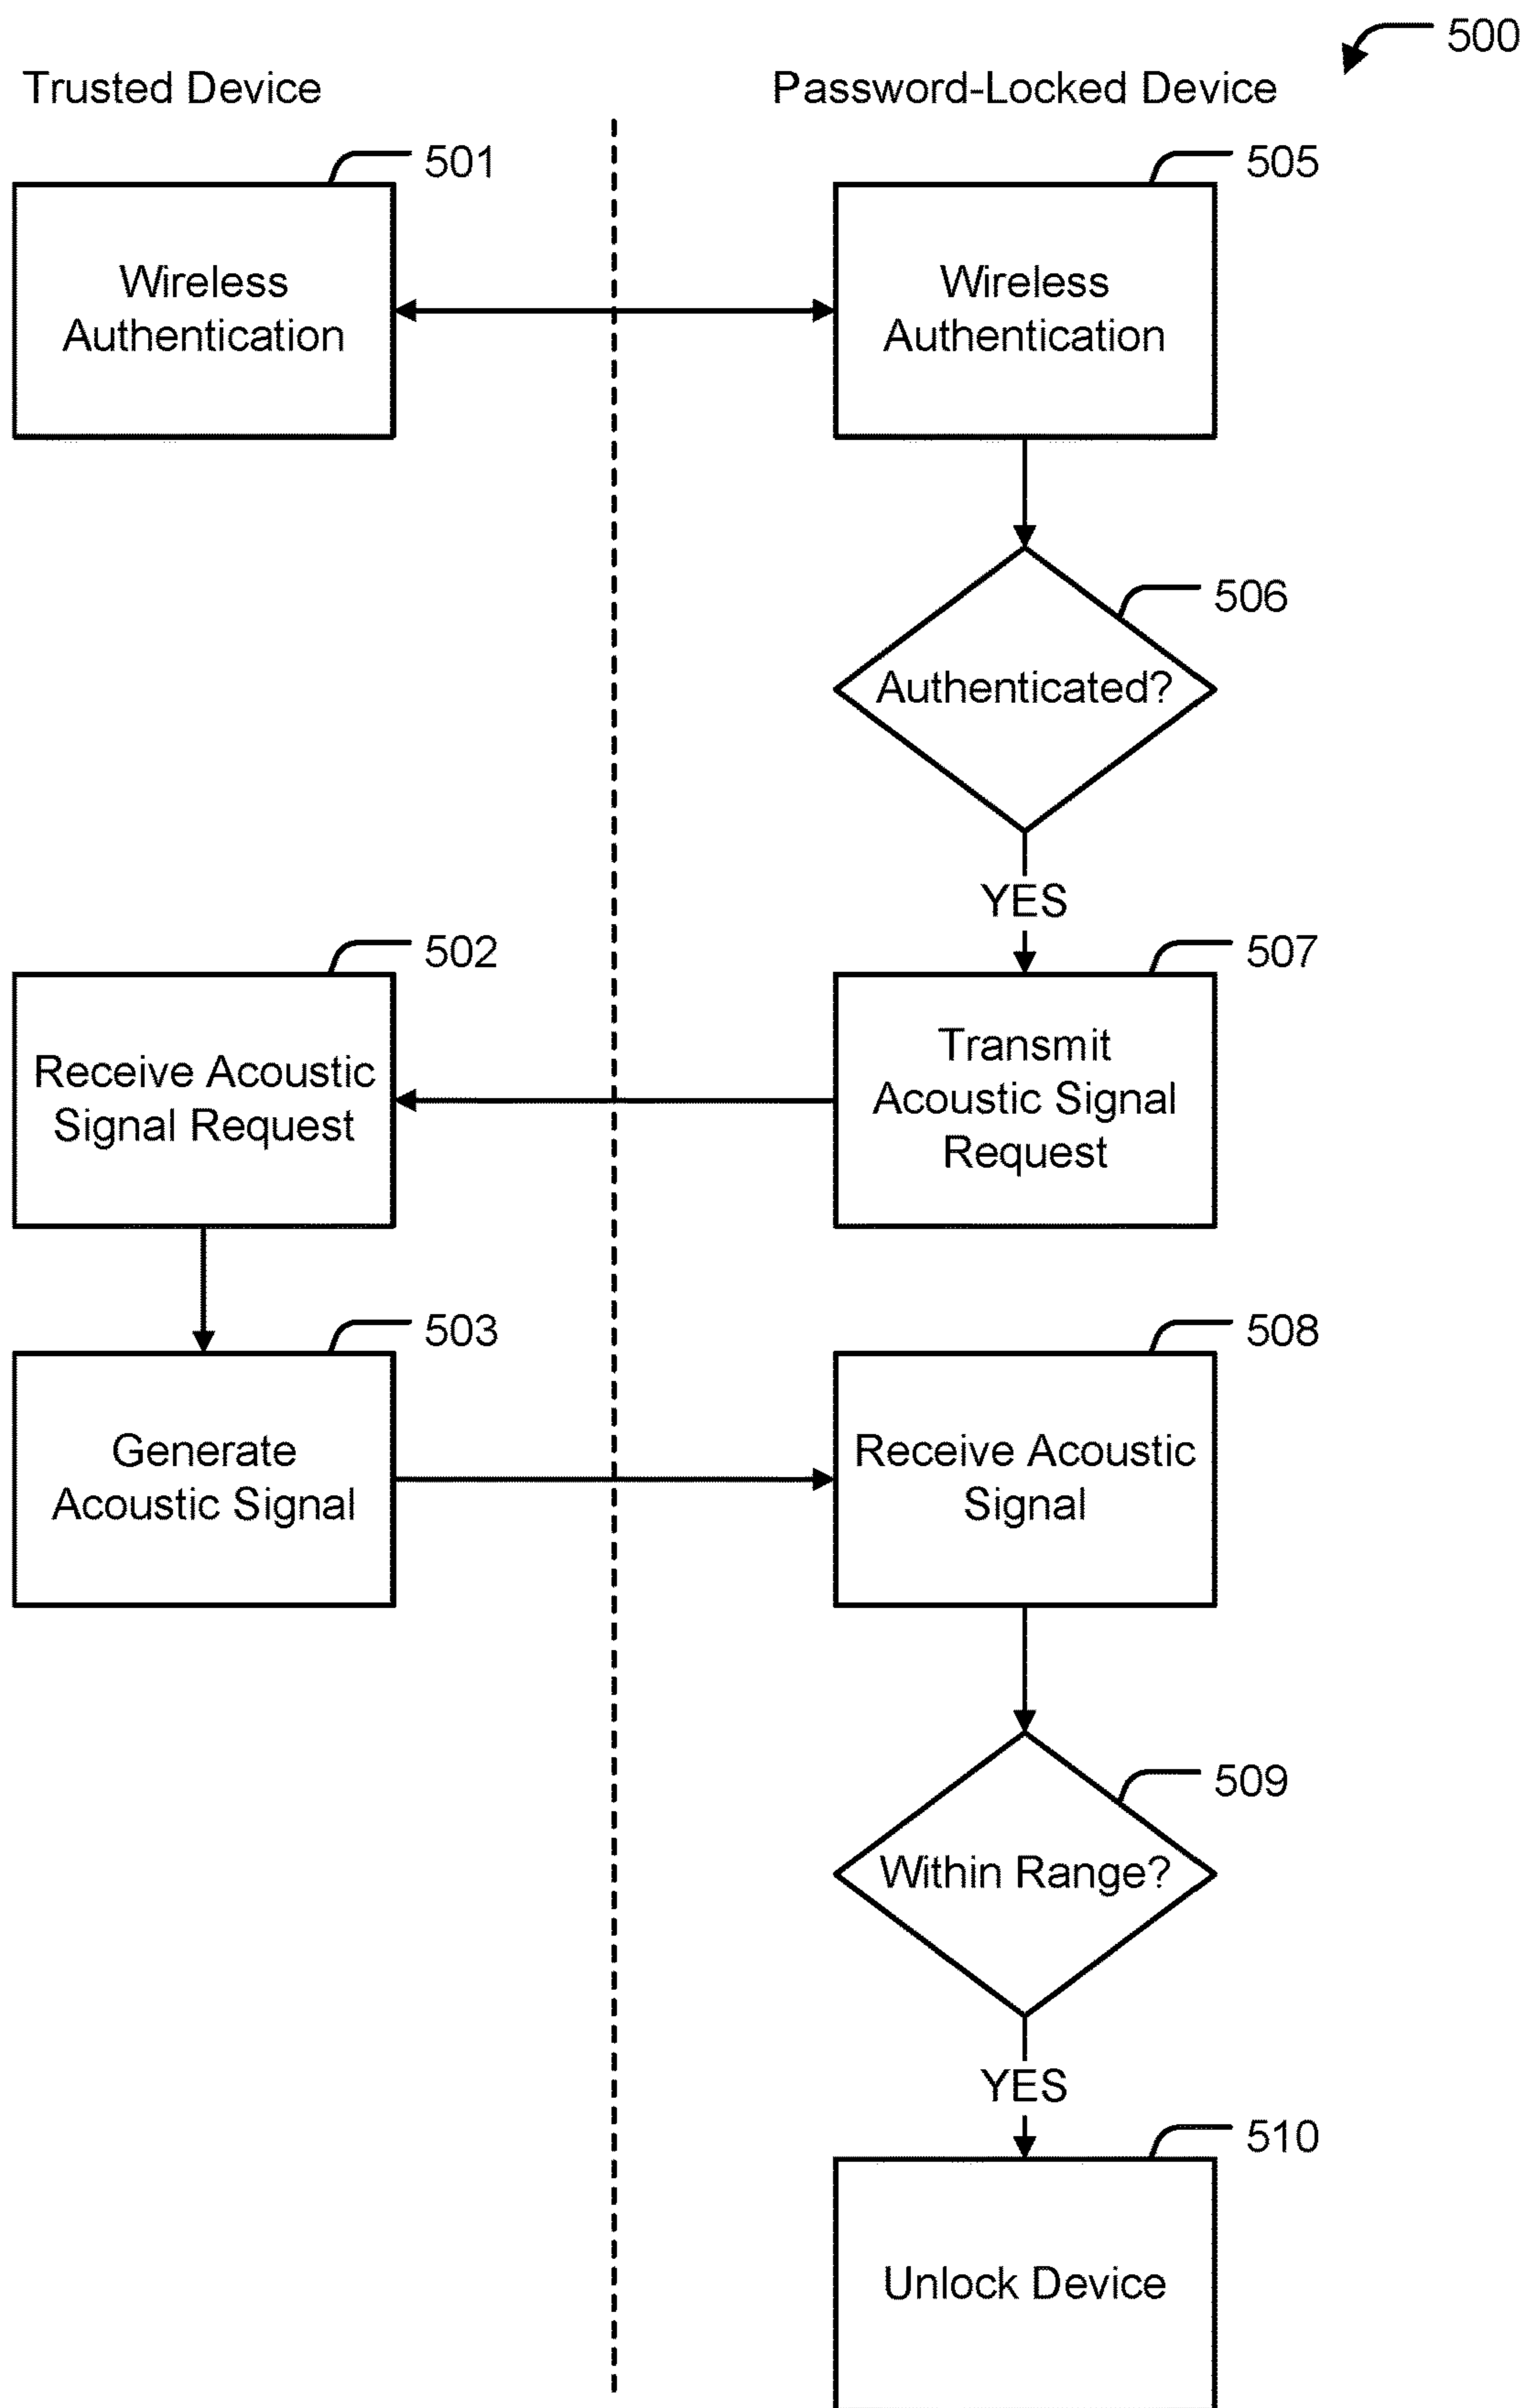 500
Trusted Device
Password-Locked Device
501
505
Wireless
Authentication
Wireless
Authentication
506
Authenticated?
YES
502
507
Receive Acoustic
Signal Request
Transmit
Acoustic Signal
Request
503
508
Generate
Acoustic Signal
Receive Acoustic
Signal
509
Within Range?
YES
510
Unlock Device